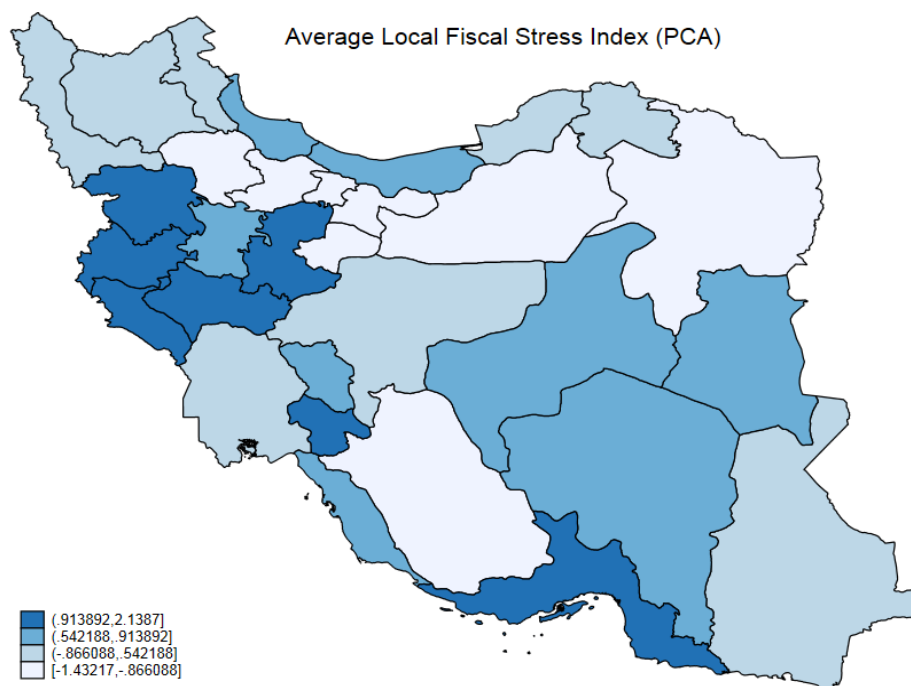 Average Local Fiscal Stress Index (PCA)
(.913892,2.1387]
(.542188,.913892]
(-.866088,.542188]
[-1.43217,-.866088]